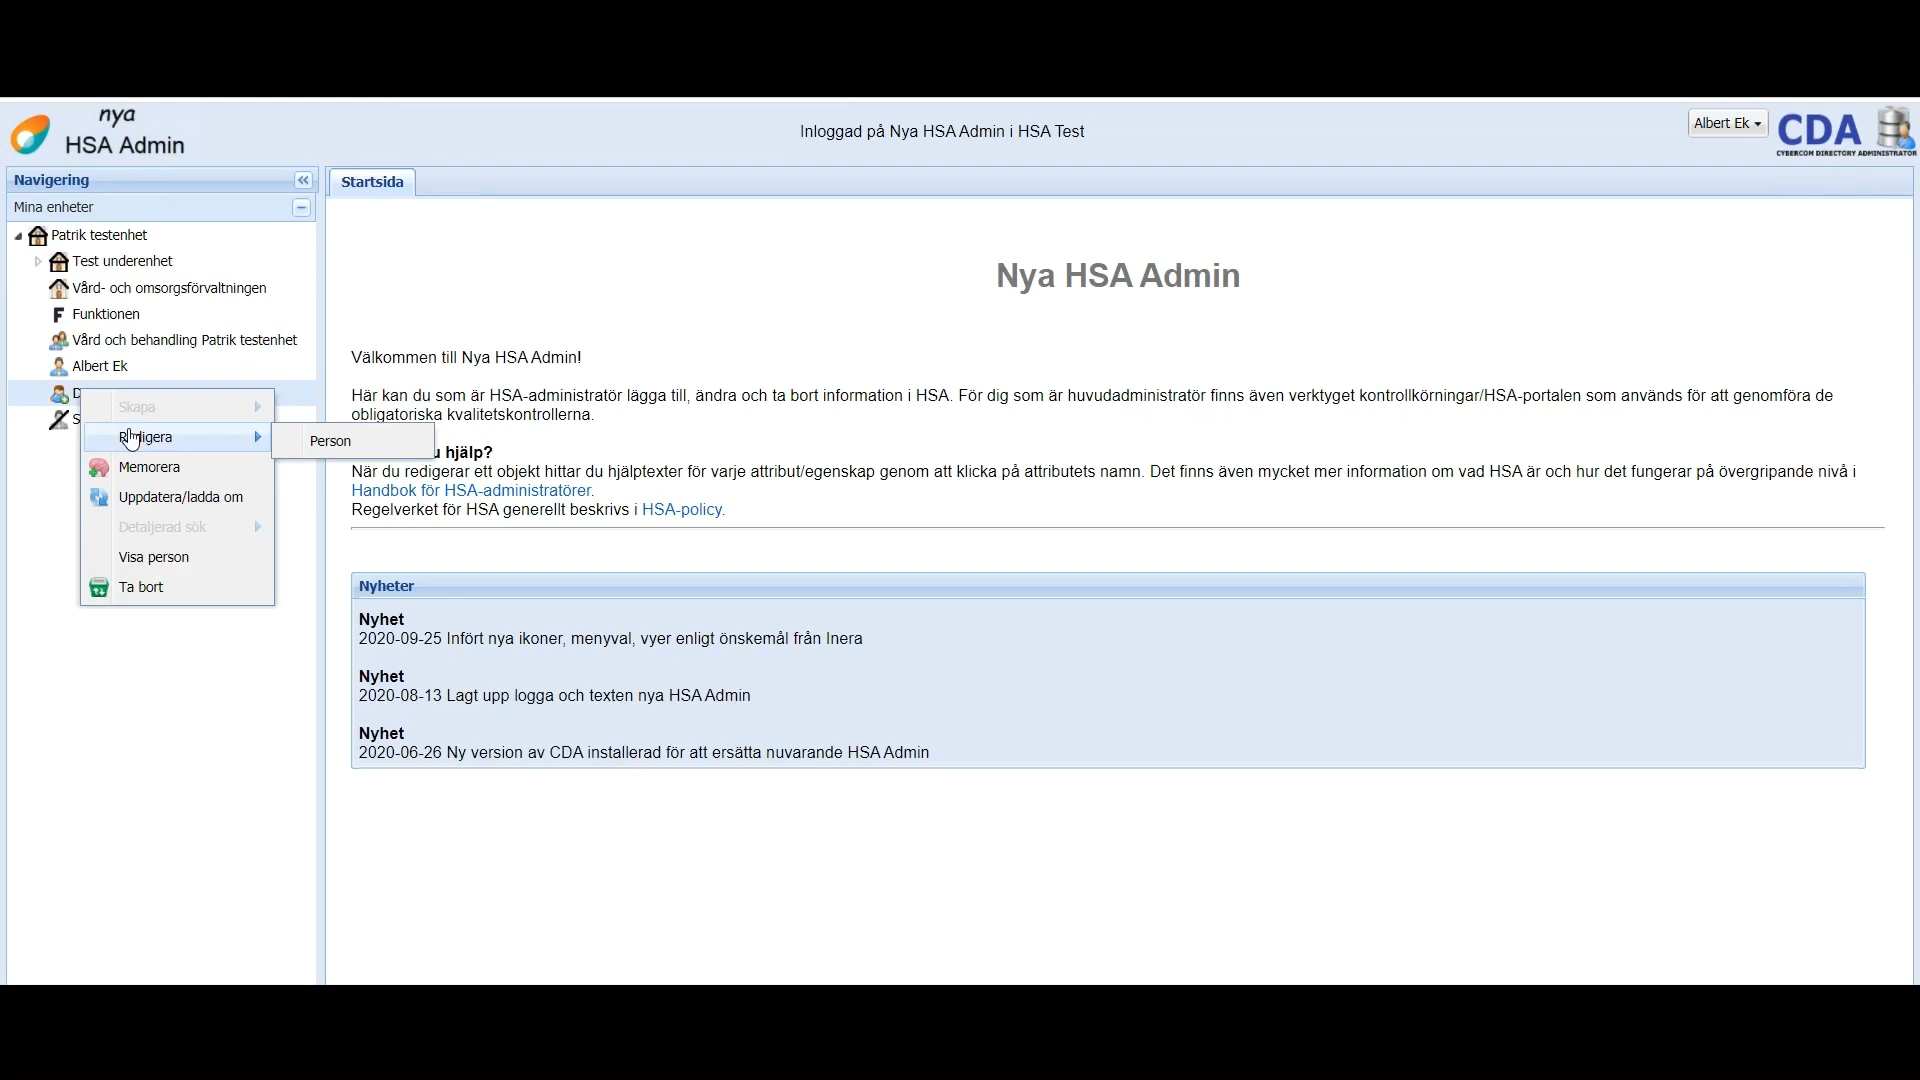 nya
HSA Admin
Inloggad på Nya HSA Admin i HSA Test
Albert Ek
CDA
CYBERCOM DIRECTORY ADMINISTRATOR
Navigering
Mina enheter
Patrik testenhet
Test underenhet
Vård- och omsorgsförvaltningen
Funktionen
Vård och behandling Patrik testenhet
Albert Ek
D
S
Skapa
Redigera
Person
Memorera
Uppdatera/ladda om
Detaljerad sök
Visa person
Ta bort
Startsida
Nya HSA Admin
Välkommen till Nya HSA Admin!
Här kan du som är HSA-administratör lägga till, ändra och ta bort information i HSA. För dig som är huvudadministratör finns även verktyget kontrollkörningar/HSA-portalen som används för att genomföra de
obligatoriska kvalitetskontrollerna.
u hjälp?
När du redigerar ett objekt hittar du hjälptexter för varje attribut/egenskap genom att klicka på attributets namn. Det finns även mycket mer information om vad HSA är och hur det fungerar på övergripande nivå i
Handbok för HSA-administratörer.
Regelverket för HSA generellt beskrivs i HSA-policy.
Nyheter
Nyhet
2020-09-25 Infört nya ikoner, menyval, vyer enligt önskemål från Inera
Nyhet
2020-08-13 Lagt upp logga och texten nya HSA Admin
Nyhet
2020-06-26 Ny version av CDA installerad för att ersätta nuvarande HSA Admin